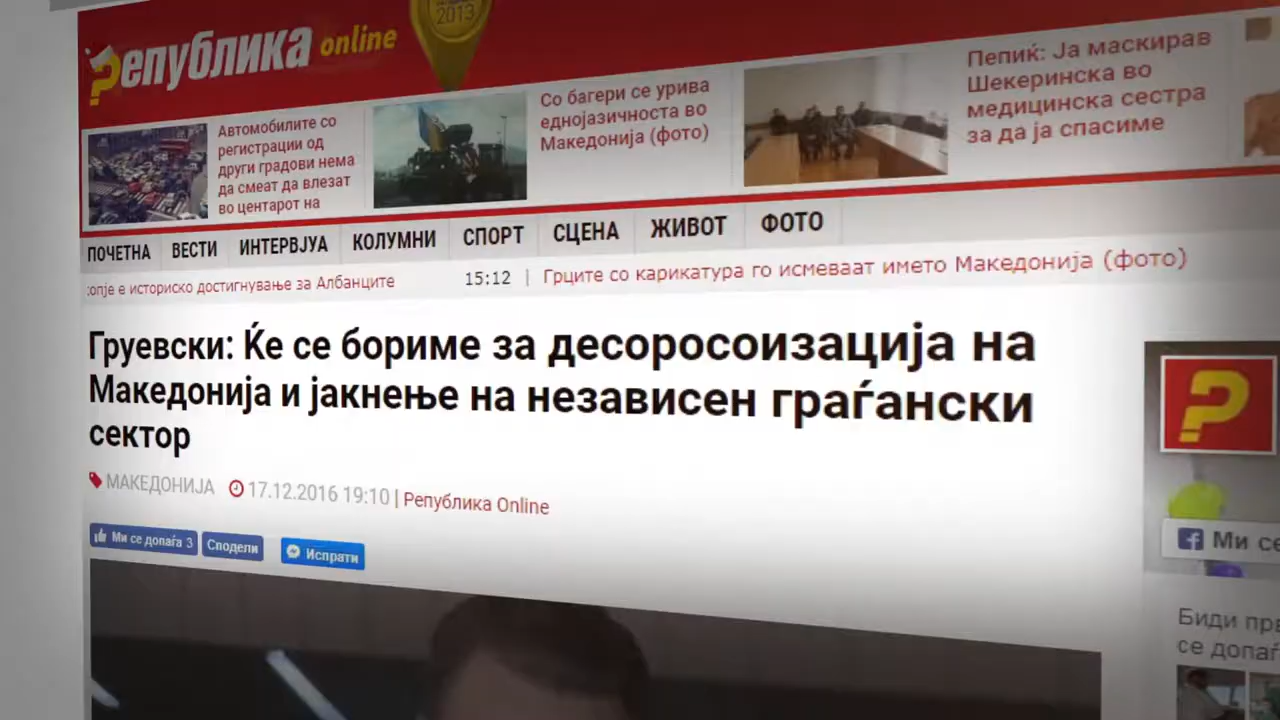 Република online
2013
Автомобилите со
регистрации од
други градови нема
да смеат да влезат
во центарот на
Со багери се урива
еднојазичноста во
Македонија (фото)
Пепиќ: Ја маскирав
Шекеринска во
медицинска сестра
за да ја спасиме
ПОЧЕТНА ВЕСТИ ИНТЕРВЈУА КОЛУМНИ СПОРТ СЦЕНА ЖИВОТ ФОТО
е историско достигнување за Албанците 15:12 | Грците со карикатура го исмеваат името Македонија (фото)
Груевски: Ќе се бориме за десоросоизација на
Македонија и јакнење на независен граѓански
сектор
МАКЕДОНИЈА 17.12.2016 19:10 | Република Online
Ми се допаѓа 3 Сподели Испрати
Ми се
Биди
се